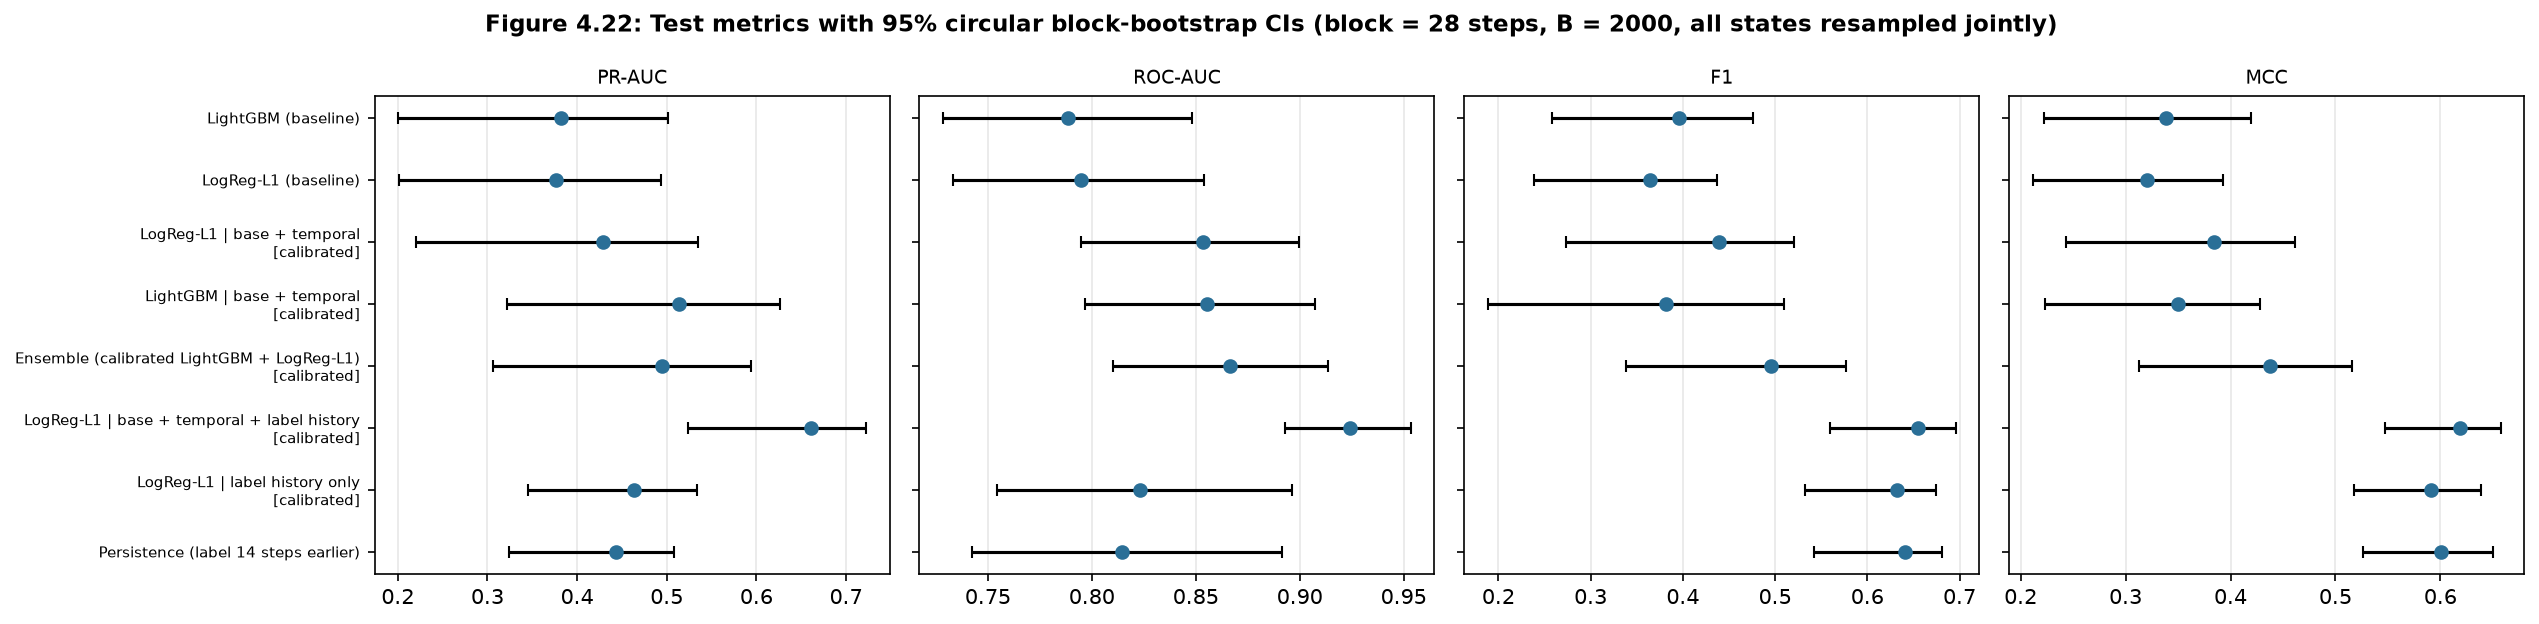 Figure 4.22: Test metrics with 95% circular block-bootstrap CIs (block = 28 steps, B = 2000, all states resampled jointly)
PR-AUC
ROC-AUC
F1
MCC
LightGBM (baseline)
LogReg-L1 (baseline)
LogReg-L1 | base + temporal
[calibrated]
LightGBM | base + temporal
[calibrated]
Ensemble (calibrated LightGBM + LogReg-L1)
[calibrated]
LogReg-L1 | base + temporal + label history
[calibrated]
LogReg-L1 | label history only
[calibrated]
Persistence (label 14 steps earlier)
0.2 0.3 0.4 0.5 0.6 0.7
0.75 0.80 0.85 0.90 0.95
0.2 0.3 0.4 0.5 0.6 0.7
0.2 0.3 0.4 0.5 0.6